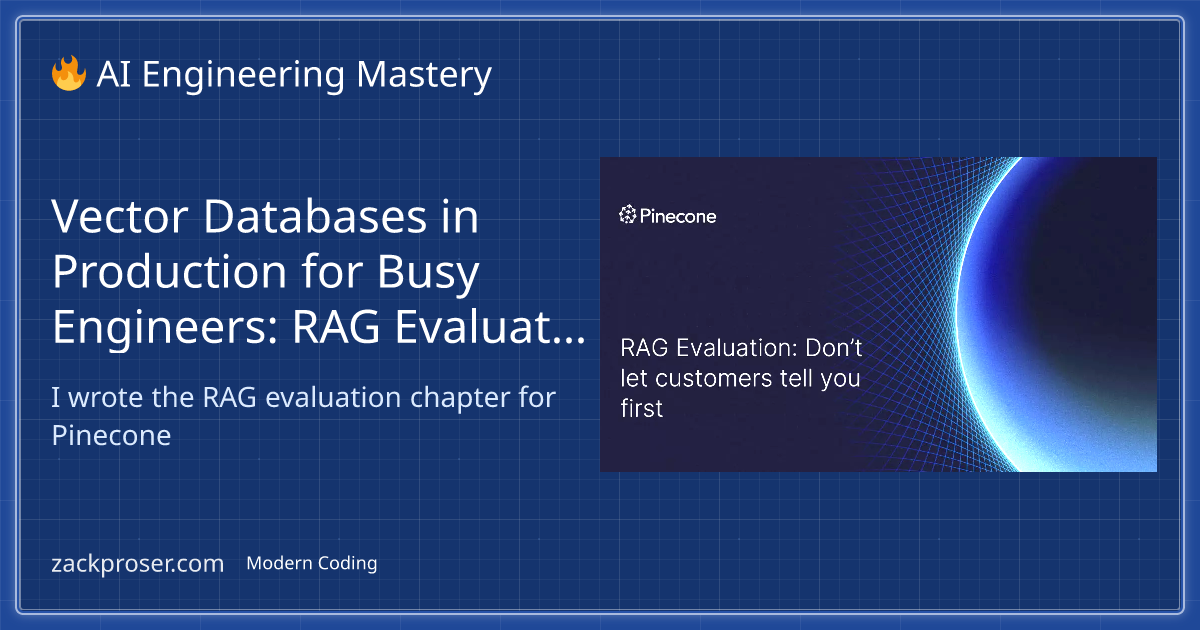 🔥 AI Engineering Mastery
Vector Databases in
Production for Busy
Engineers: RAG Evaluat...
I wrote the RAG evaluation chapter for
Pinecone
Pinecone
RAG Evaluation: Don’t
let customers tell you
first
zackproser.com Modern Coding